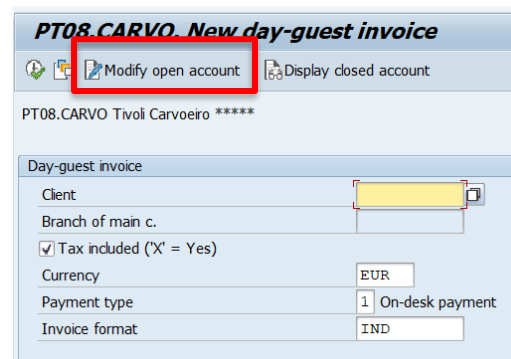 PT08.CARVO. New day-guest invoice
Modify open account Display closed account
PT08.CARVO Tivoli Carvoeiro *****
Day-guest invoice
Client
Branch of main c.
Tax included ('X' = Yes)
Currency EUR
Payment type 1 On-desk payment
Invoice format IND